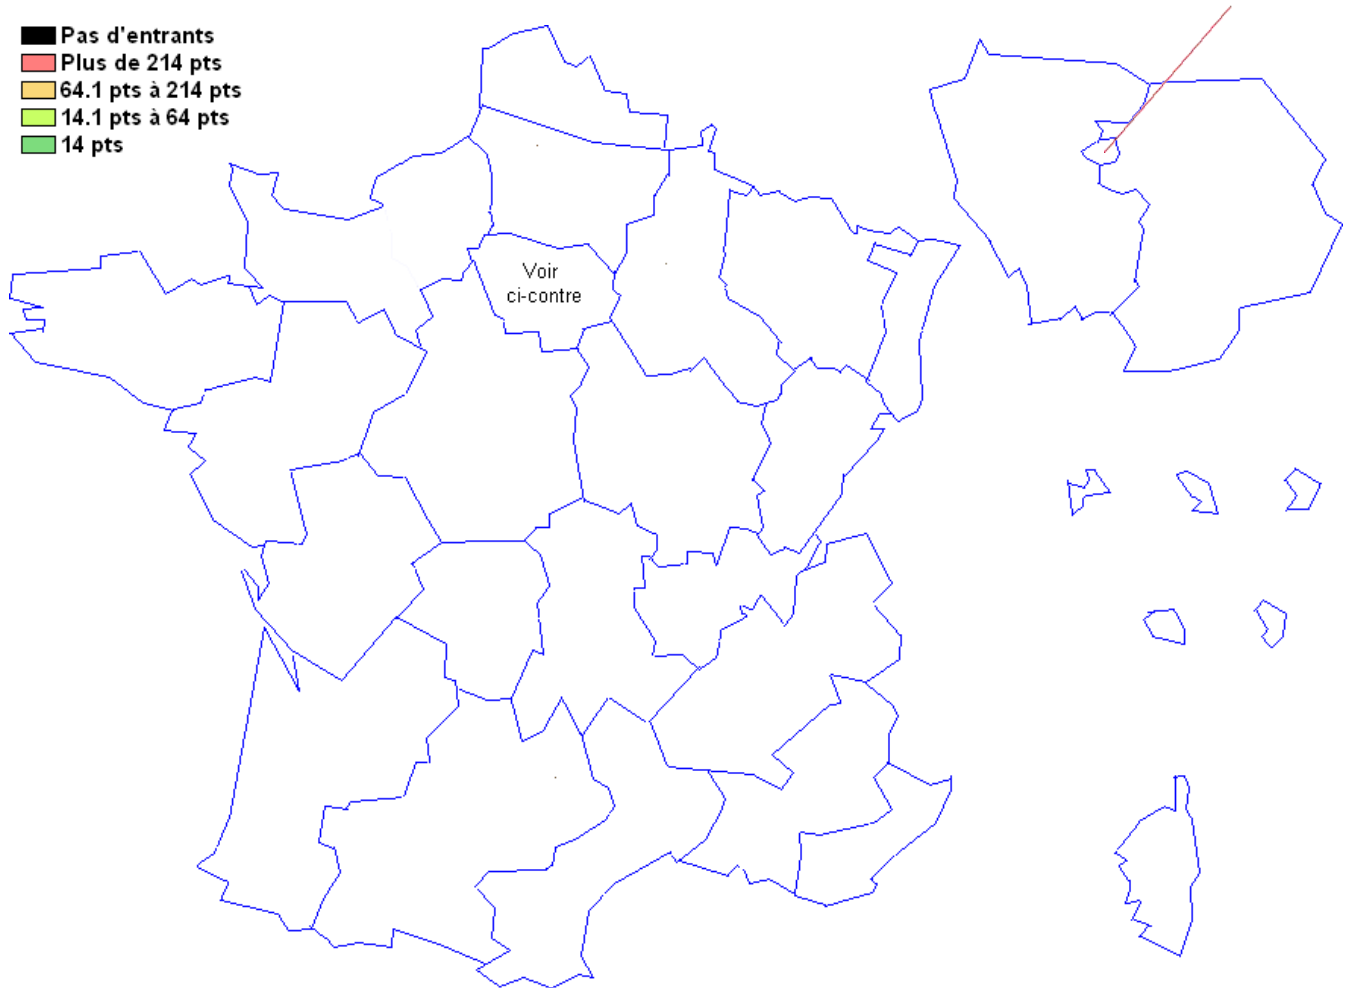 Pas d'entrants
Plus de 214 pts
64.1 pts à 214 pts
14.1 pts à 64 pts
14 pts
Voir
ci-contre